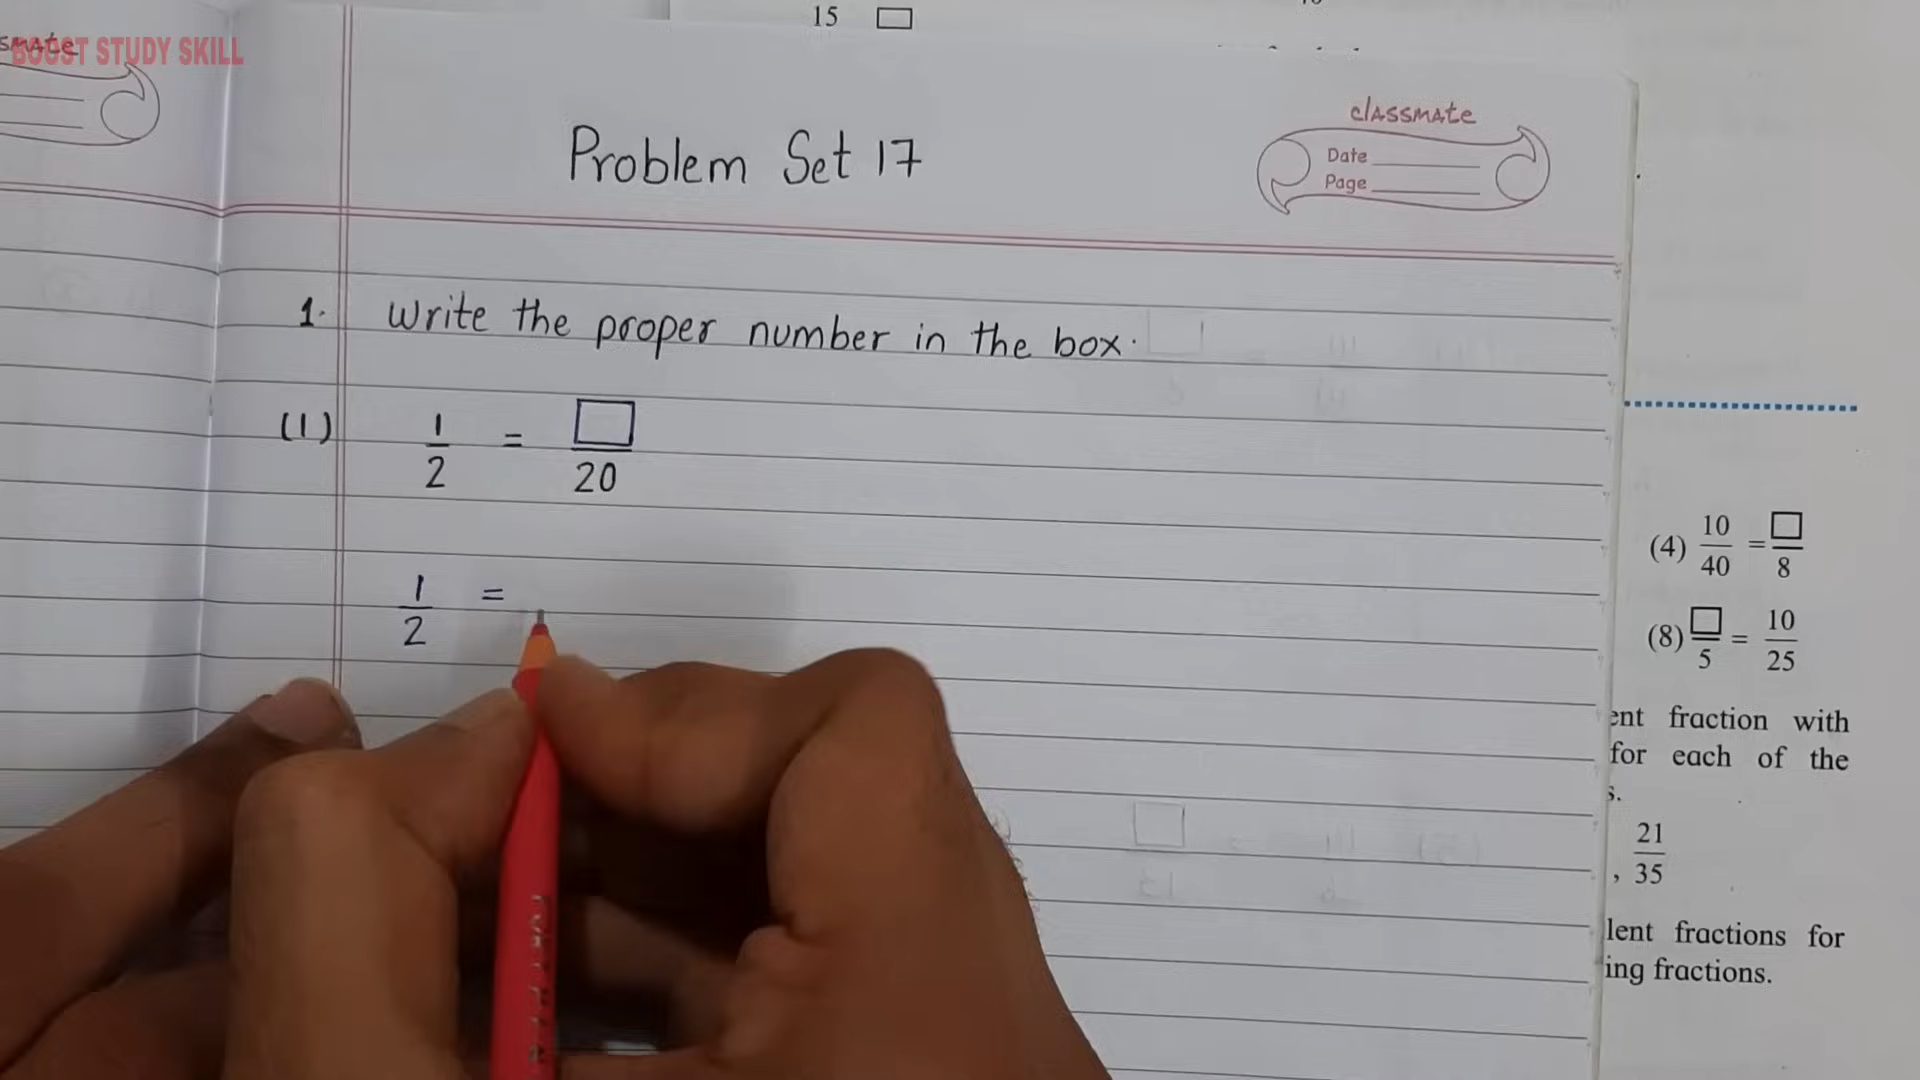 15 □
smate
BOOST STUDY SKILL
classmate
Date
Page
Problem Set 17
1. Write the proper number in the box.
(1) 1/2 = □/20
1/2 =
(4) 10/40 = □/8
(8) □/5 = 10/25
ent fraction with
for each of the
s.
, 21/35
lent fractions for
ing fractions.